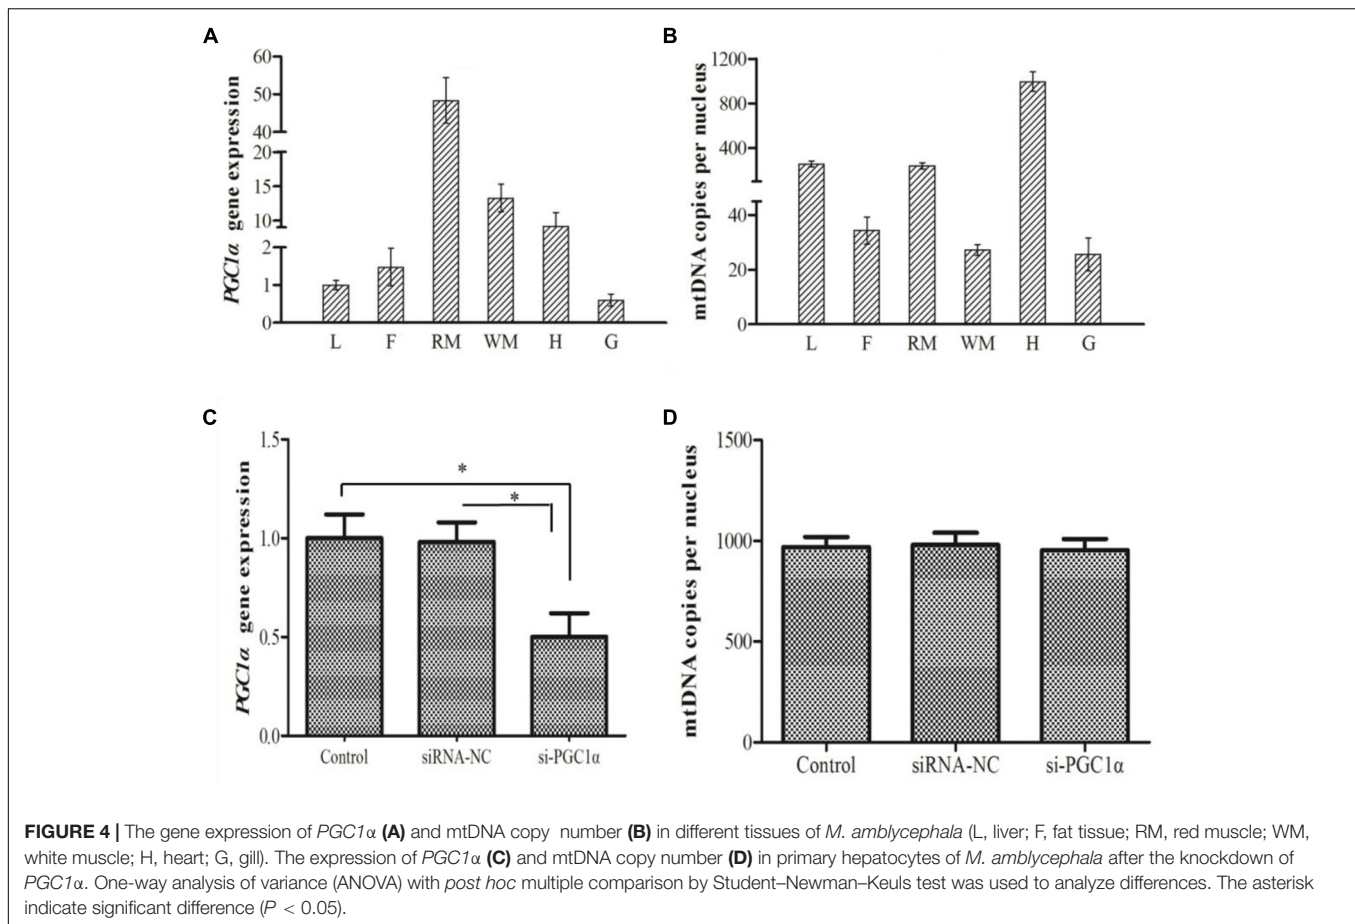 A
B
60
50
40
20
15
10
2
1
0
PGC1α gene expression
L F RM WM H G
1200
800
400
40
20
0
mtDNA copies per nucleus
L F RM WM H G
C
D
1.5
1.0
0.5
0.0
PGC1α gene expression
*
*
Control siRNA-NC si-PGC1α
1500
1000
500
0
mtDNA copies per nucleus
Control siRNA-NC si-PGC1α
FIGURE 4 | The gene expression of PGC1α (A) and mtDNA copy number (B) in different tissues of M. amblycephala (L, liver; F, fat tissue; RM, red muscle; WM,
white muscle; H, heart; G, gill). The expression of PGC1α (C) and mtDNA copy number (D) in primary hepatocytes of M. amblycephala after the knockdown of
PGC1α. One-way analysis of variance (ANOVA) with post hoc multiple comparison by Student–Newman–Keuls test was used to analyze differences. The asterisk
indicate significant difference (P < 0.05).